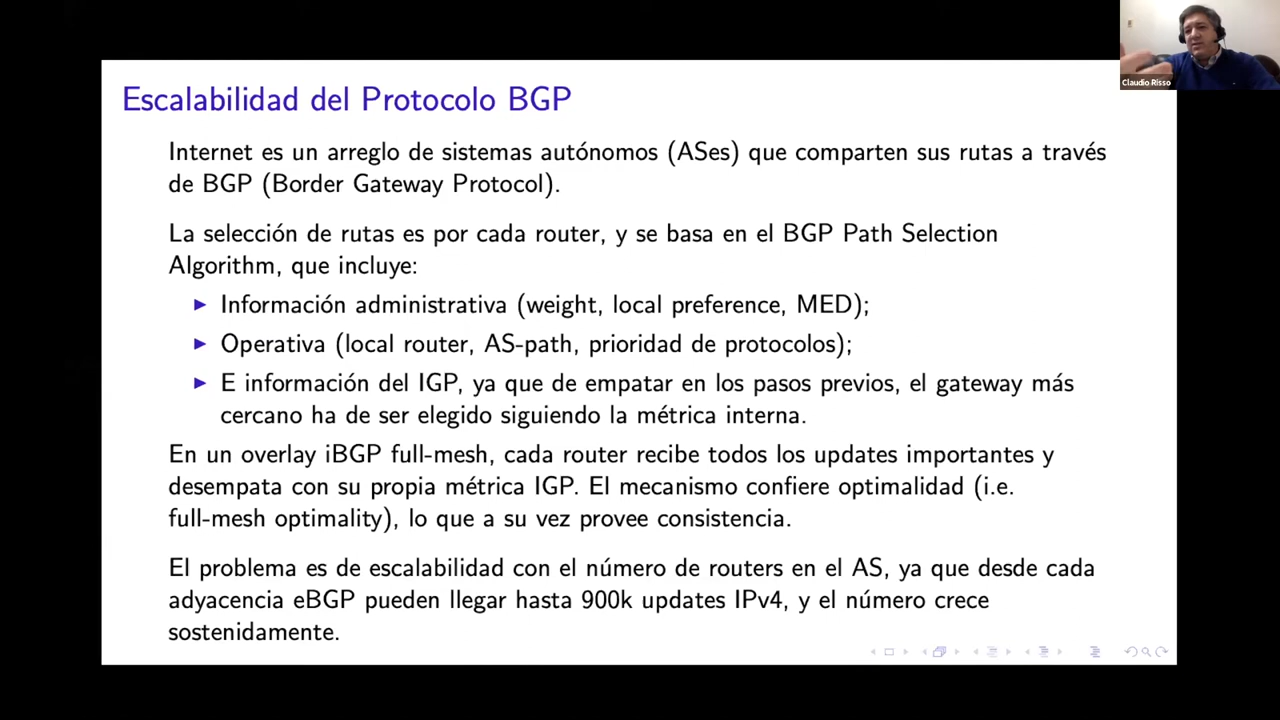 Claudio Risso
Escalabilidad del Protocolo BGP
Internet es un arreglo de sistemas autónomos (ASes) que comparten sus rutas a través
de BGP (Border Gateway Protocol).
La selección de rutas es por cada router, y se basa en el BGP Path Selection
Algorithm, que incluye:
▶ Información administrativa (weight, local preference, MED);
▶ Operativa (local router, AS-path, prioridad de protocolos);
▶ E información del IGP, ya que de empatar en los pasos previos, el gateway más
cercano ha de ser elegido siguiendo la métrica interna.
En un overlay iBGP full-mesh, cada router recibe todos los updates importantes y
desempata con su propia métrica IGP. El mecanismo confiere optimalidad (i.e.
full-mesh optimality), lo que a su vez provee consistencia.
El problema es de escalabilidad con el número de routers en el AS, ya que desde cada
adyacencia eBGP pueden llegar hasta 900k updates IPv4, y el número crece
sostenidamente.